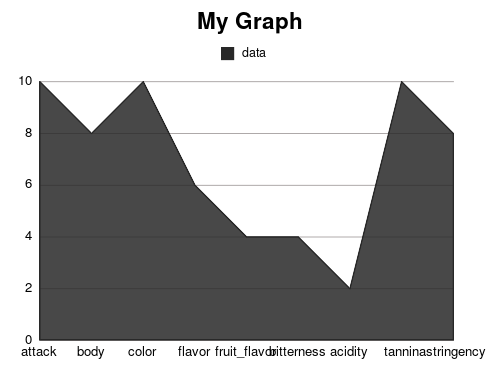 My Graph
data
10
8
6
4
2
0
attack body color flavor fruit_flavor bitterness acidity tannin astringency